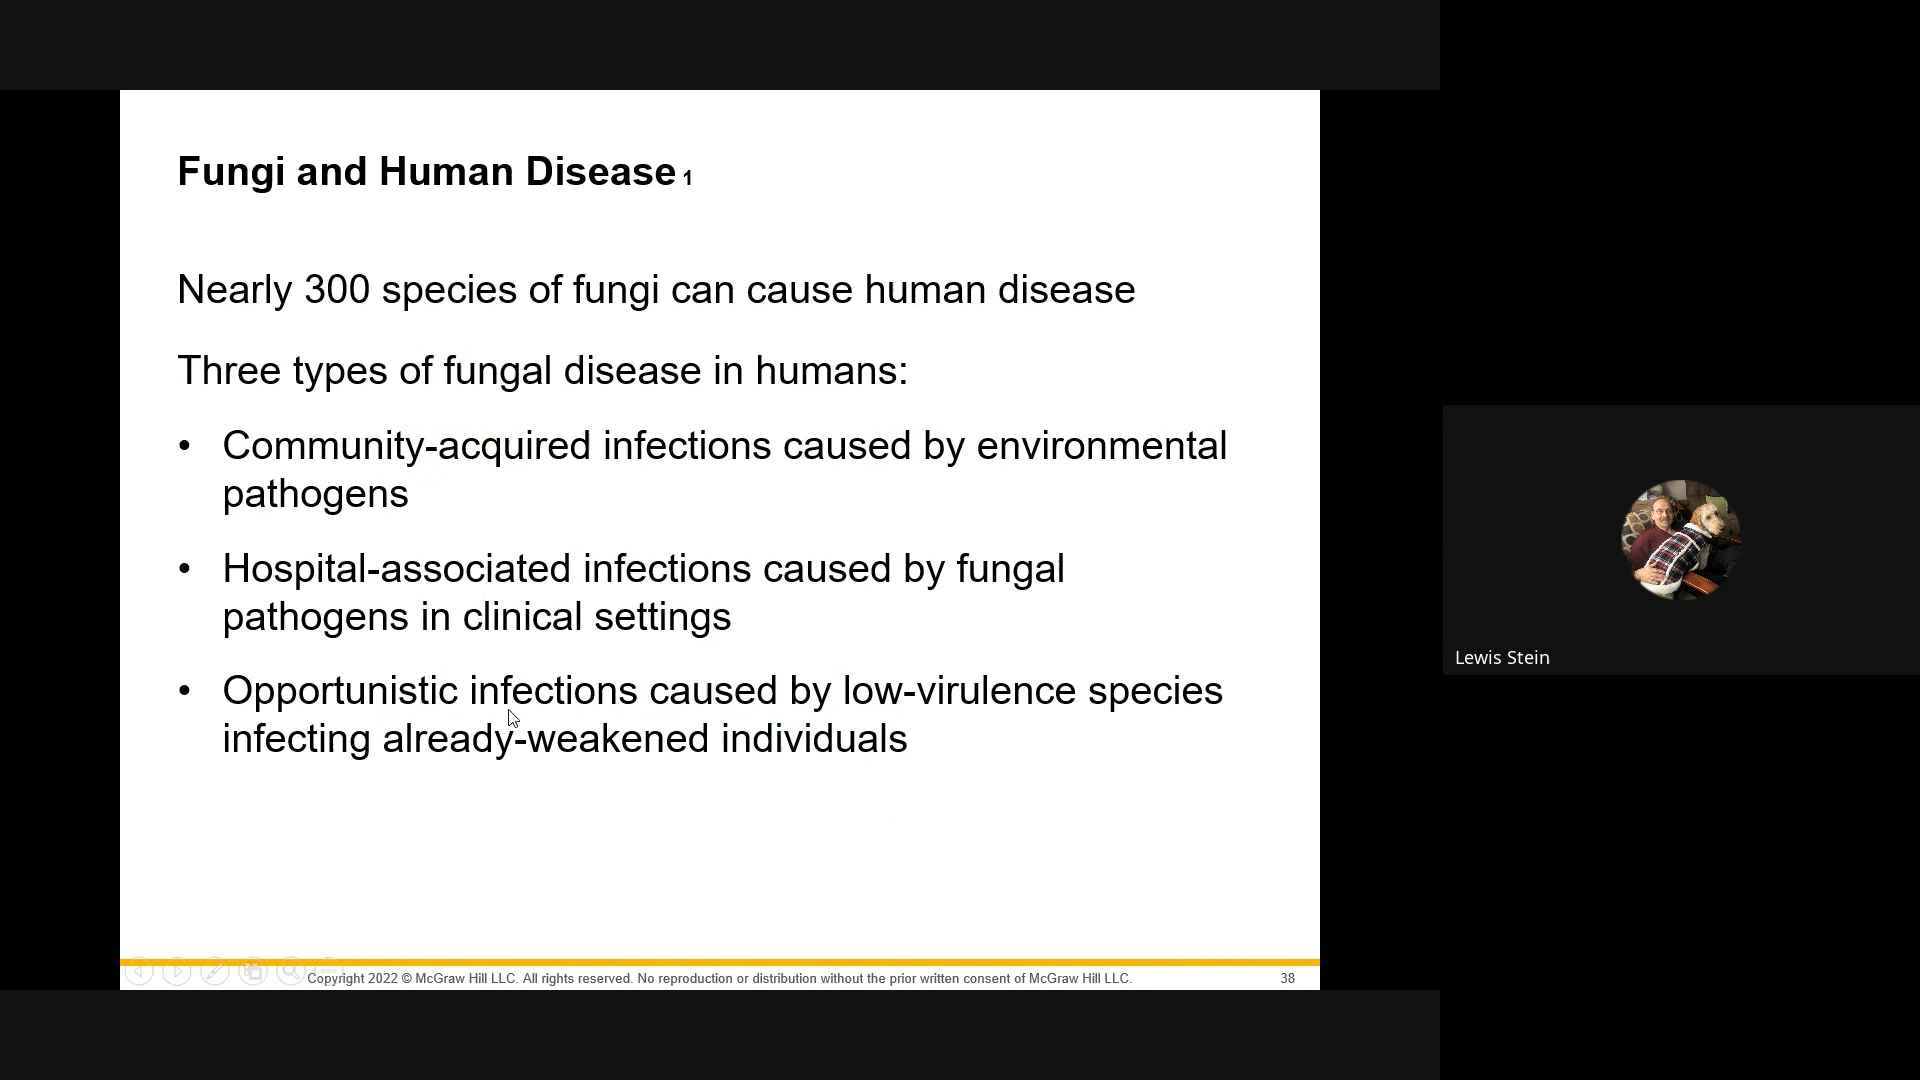 Fungi and Human Disease 1
Nearly 300 species of fungi can cause human disease
Three types of fungal disease in humans:
• Community-acquired infections caused by environmental
pathogens
• Hospital-associated infections caused by fungal
pathogens in clinical settings
• Opportunistic infections caused by low-virulence species
infecting already-weakened individuals
Copyright 2022 © McGraw Hill LLC. All rights reserved. No reproduction or distribution without the prior written consent of McGraw Hill LLC.
38
Lewis Stein